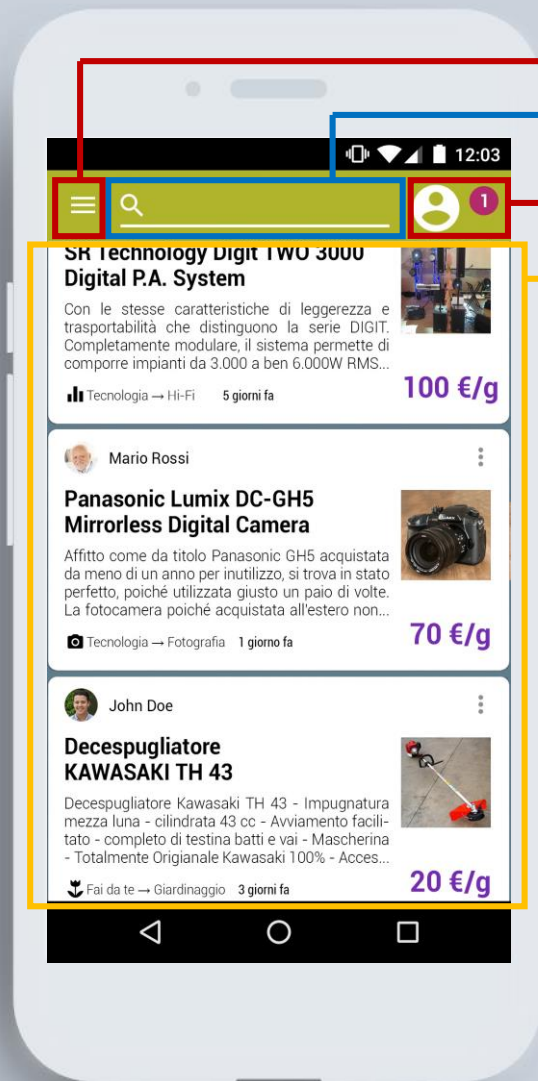 12:03
1
SR Technology Digit TWO 3000
Digital P.A. System
Con le stesse caratteristiche di leggerezza e
trasportabilità che distinguono la serie DIGIT.
Completamente modulare, il sistema permette di
comporre impianti da 3.000 a ben 6.000W RMS...
Tecnologia → Hi-Fi 5 giorni fa
100 €/g
Mario Rossi
Panasonic Lumix DC-GH5
Mirrorless Digital Camera
Affitto come da titolo Panasonic GH5 acquistata
da meno di un anno per inutilizzo, si trova in stato
perfetto, poiché utilizzata giusto un paio di volte.
La fotocamera poiché acquistata all'estero non...
Tecnologia → Fotografia 1 giorno fa
70 €/g
John Doe
Decespugliatore
KAWASAKI TH 43
Decespugliatore Kawasaki TH 43 - Impugnatura
mezza luna - cilindrata 43 cc - Avviamento facili-
tato - completo di testina batti e vai - Mascherina
- Totalmente Origianale Kawasaki 100% - Acces...
Fai da te → Giardinaggio 3 giorni fa
20 €/g